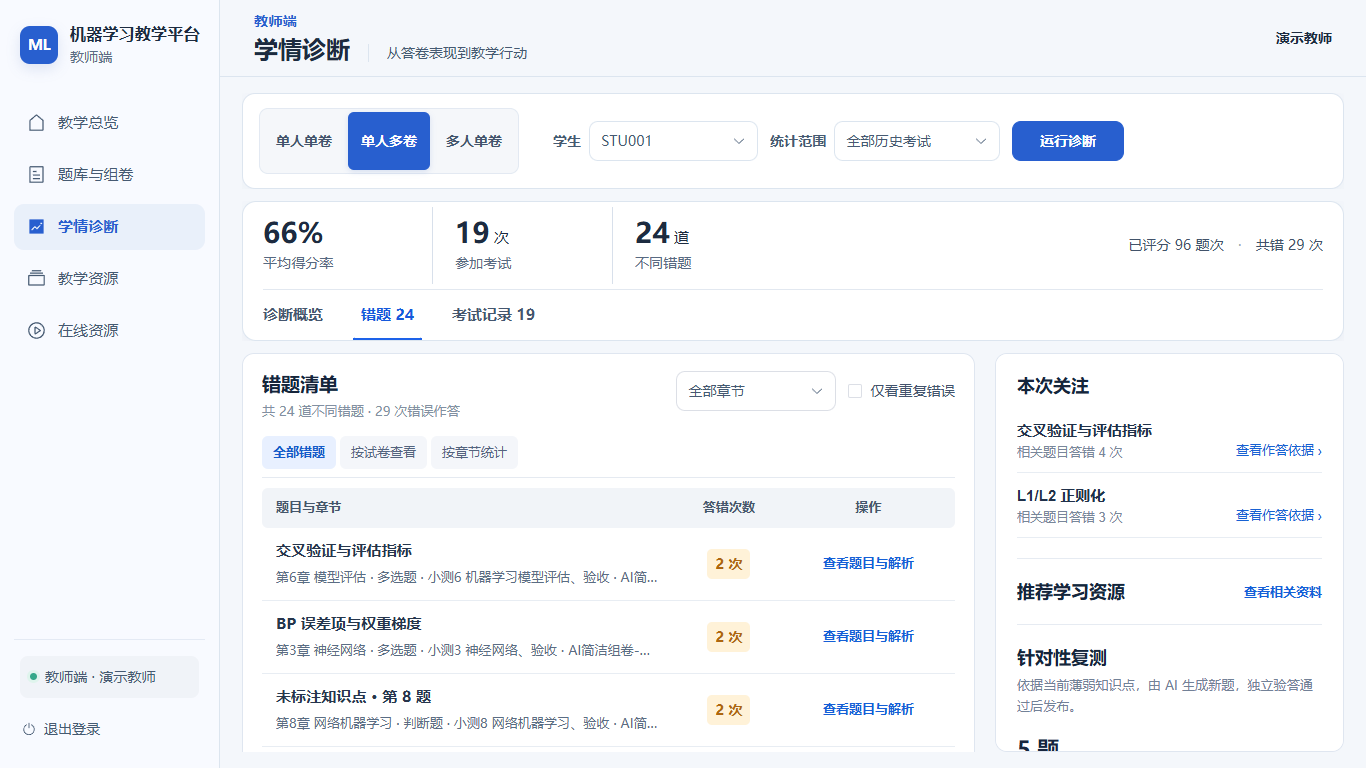 ML
机器学习教学平台
教师端
教学总览
题库与组卷
学情诊断
教学资源
在线资源
教师端 · 演示教师
退出登录
教师端
学情诊断
从答卷表现到教学行动
演示教师
单人单卷
单人多卷
多人单卷
学生
STU001
统计范围
全部历史考试
运行诊断
66%
平均得分率
19 次
参加考试
24 道
不同错题
已评分 96 题次 · 共错 29 次
诊断概览
错题 24
考试记录 19
错题清单
共 24 道不同错题 · 29 次错误作答
全部章节
仅看重复错误
全部错题
按试卷查看
按章节统计
题目与章节
答错次数
操作
交叉验证与评估指标
第6章 模型评估 · 多选题 · 小测6 机器学习模型评估、验收 · AI简...
2 次
查看题目与解析
BP 误差项与权重梯度
第3章 神经网络 · 多选题 · 小测3 神经网络、验收 · AI简洁组卷-...
2 次
查看题目与解析
未标注知识点 • 第 8 题
第8章 网络机器学习 · 判断题 · 小测8 网络机器学习、验收 · AI简...
2 次
查看题目与解析
本次关注
交叉验证与评估指标
相关题目答错 4 次
查看作答依据 ›
L1/L2 正则化
相关题目答错 3 次
查看作答依据 ›
推荐学习资源
查看相关资料
针对性复测
依据当前薄弱知识点，由 AI 生成新题，独立验答通
过后发布。
5 题